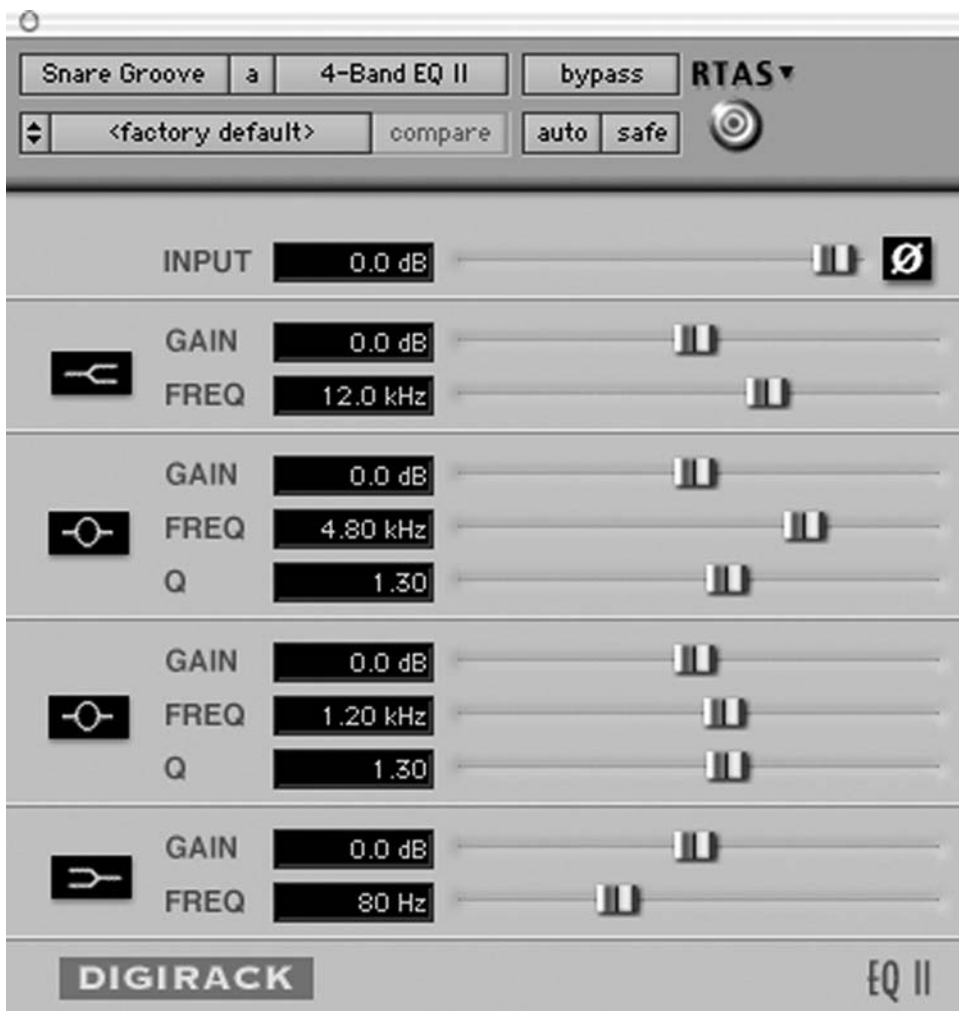 Snare Groove a 4-Band EQ II bypass RTAS
<factory default> compare auto safe
INPUT 0.0 dB Ø
GAIN 0.0 dB
FREQ 12.0 kHz
GAIN 0.0 dB
FREQ 4.80 kHz
Q 1.30
GAIN 0.0 dB
FREQ 1.20 kHz
Q 1.30
GAIN 0.0 dB
FREQ 80 Hz
DIGIRACK EQ II